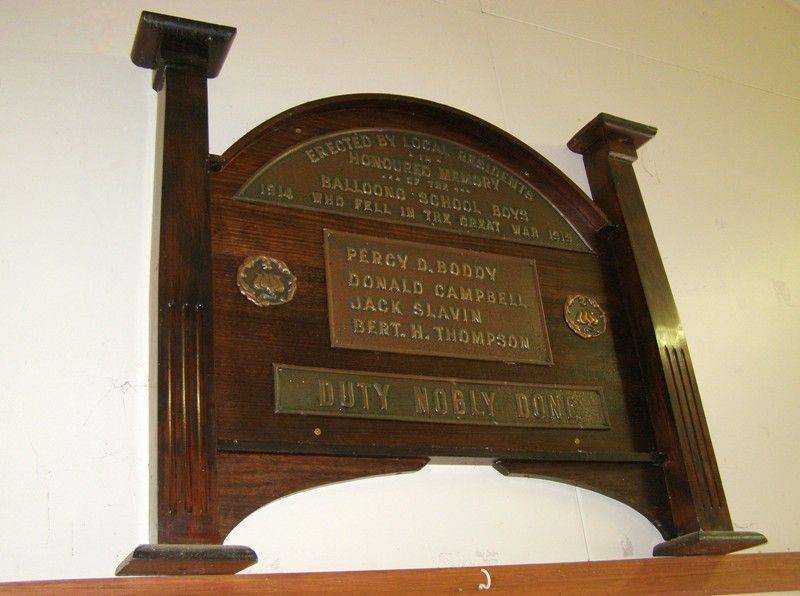 ERECTED BY LOCAL RESIDENTS
IN
HONOURED MEMORY
OF THE
BALLOONG SCHOOL BOYS
1914 WHO FELL IN THE GREAT WAR 1919
PERCY D. BODDY
DONALD CAMPBELL
JACK SLAVIN
BERT. H. THOMPSON
DUTY NOBLY DONE